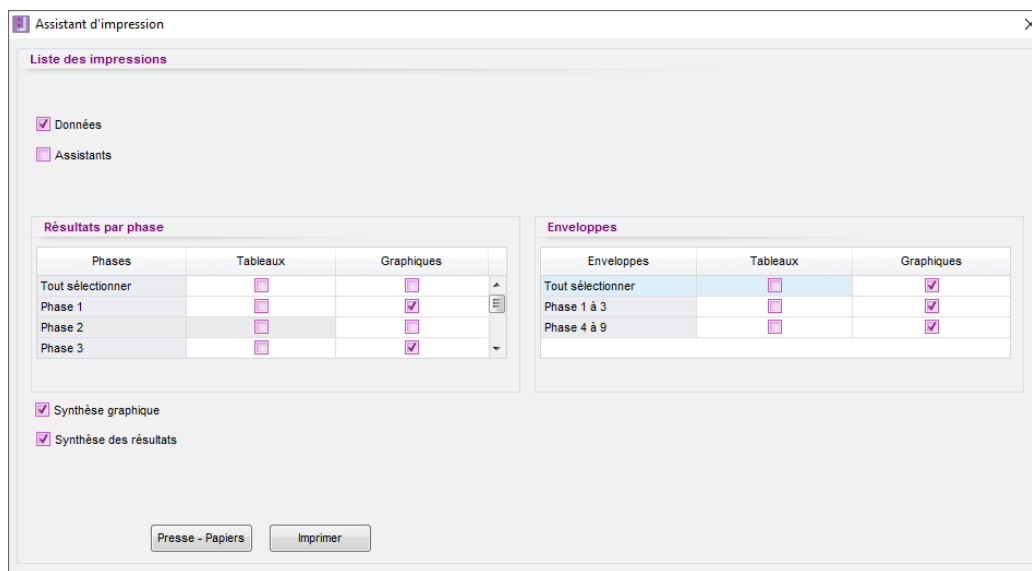 Assistant d'impression
Liste des impressions
Données
Assistants
Résultats par phase
Phases Tableaux Graphiques
Tout sélectionner
Phase 1
Phase 2
Phase 3
Enveloppes
Enveloppes Tableaux Graphiques
Tout sélectionner
Phase 1 à 3
Phase 4 à 9
Synthèse graphique
Synthèse des résultats
Presse - Papiers Imprimer